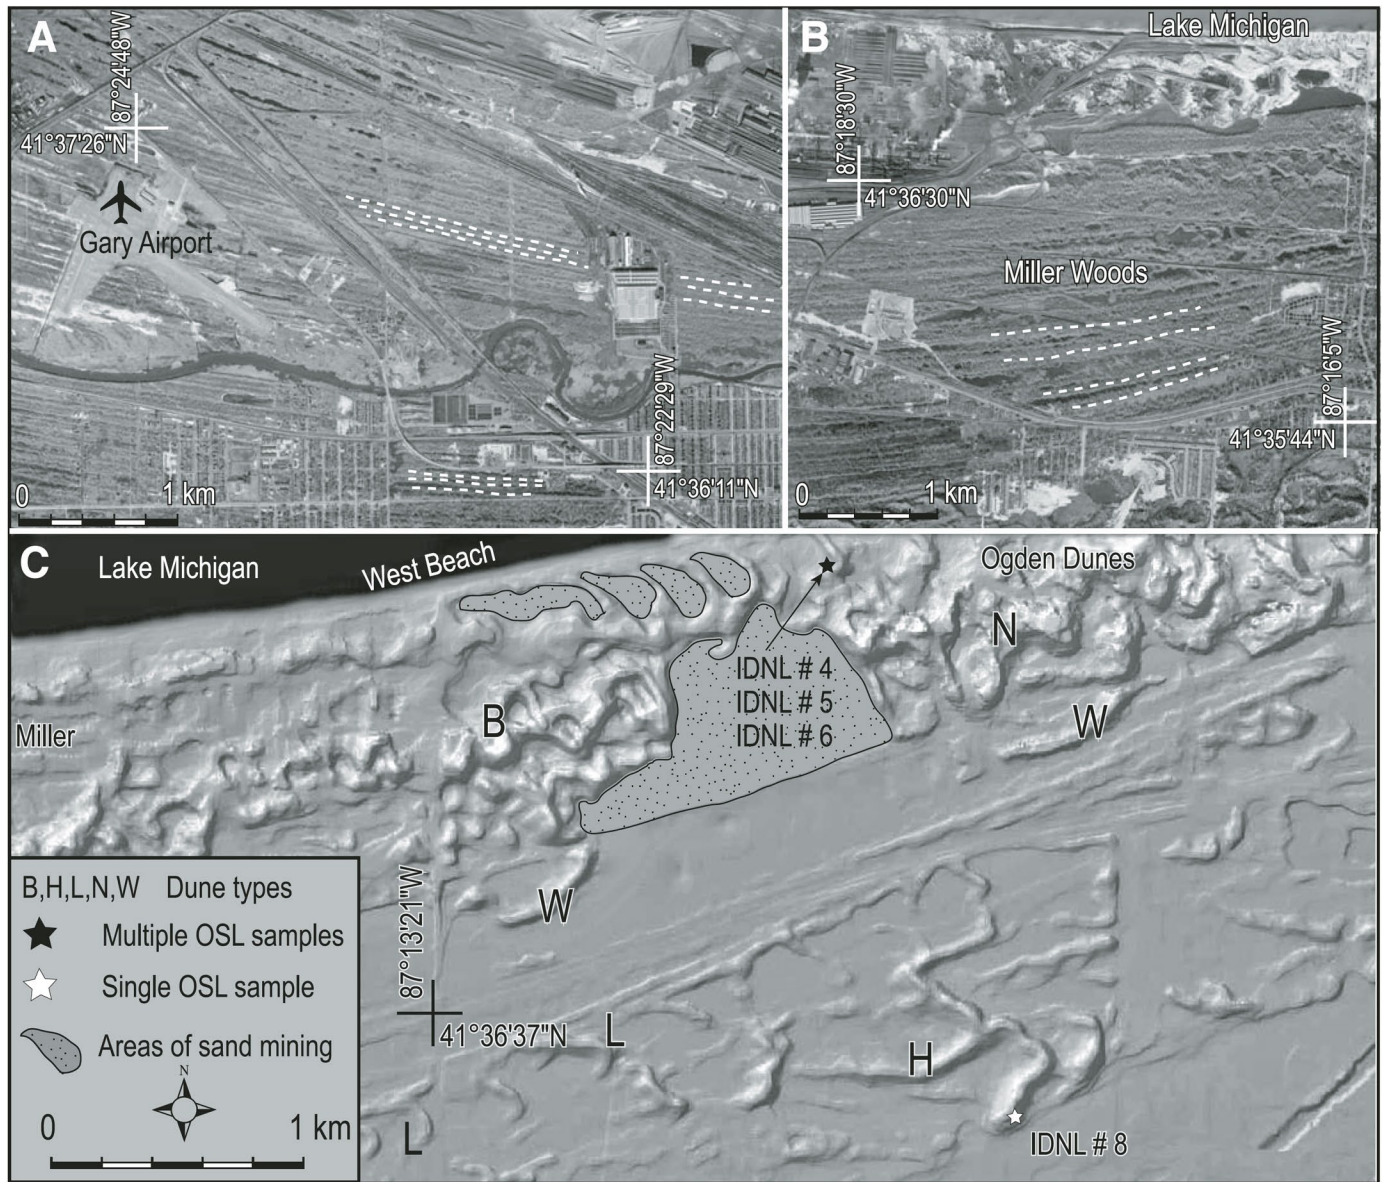 A
87°24'48"W
41°37'26"N
Gary Airport
87°22'29"W
41°36'11"N
0 1 km
B
Lake Michigan
87°18'30"W
41°36'30"N
Miller Woods
87°16'5"W
41°35'44"N
0 1 km
C
Lake Michigan
West Beach
Ogden Dunes
N
IDNL # 4
IDNL # 5
IDNL # 6
B
W
Miller
W
87°13'21"W
41°36'37"N
L
H
L
IDNL # 8
B,H,L,N,W Dune types
Multiple OSL samples
Single OSL sample
Areas of sand mining
N
0 1 km